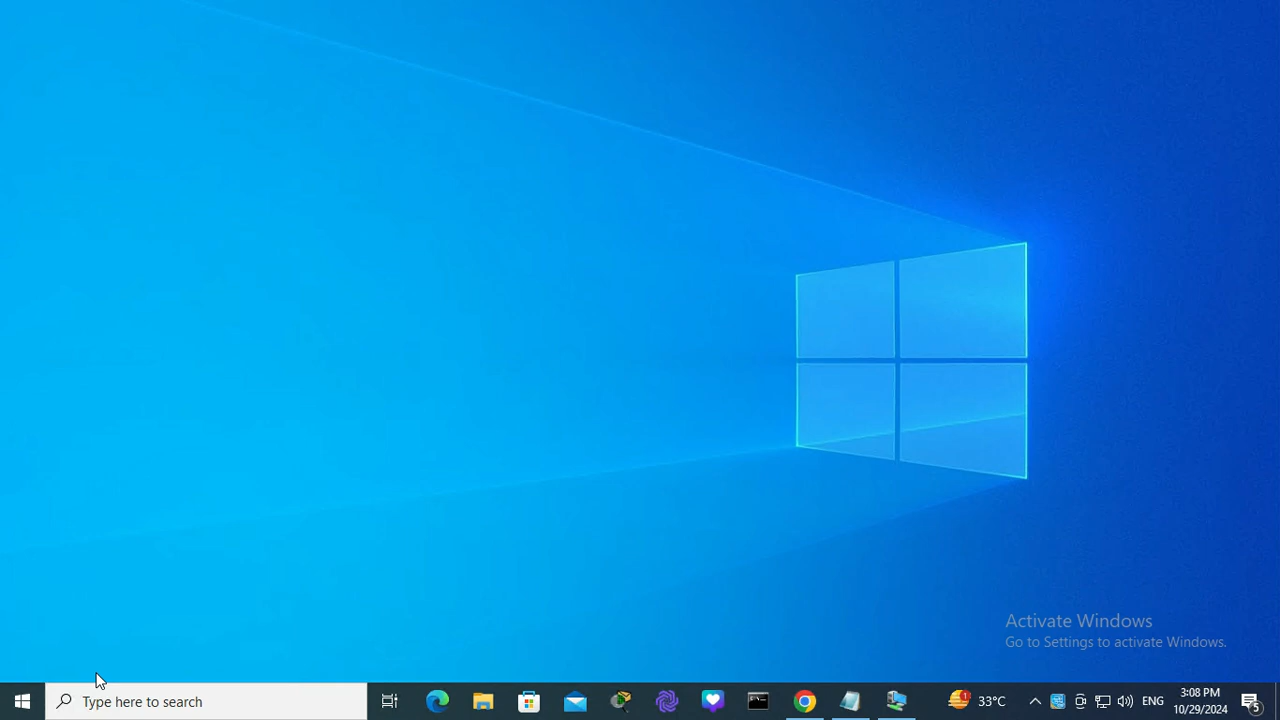 Activate Windows
Go to Settings to activate Windows.
Type here to search
1
33°C
ENG
3:08 PM
10/29/2024
5